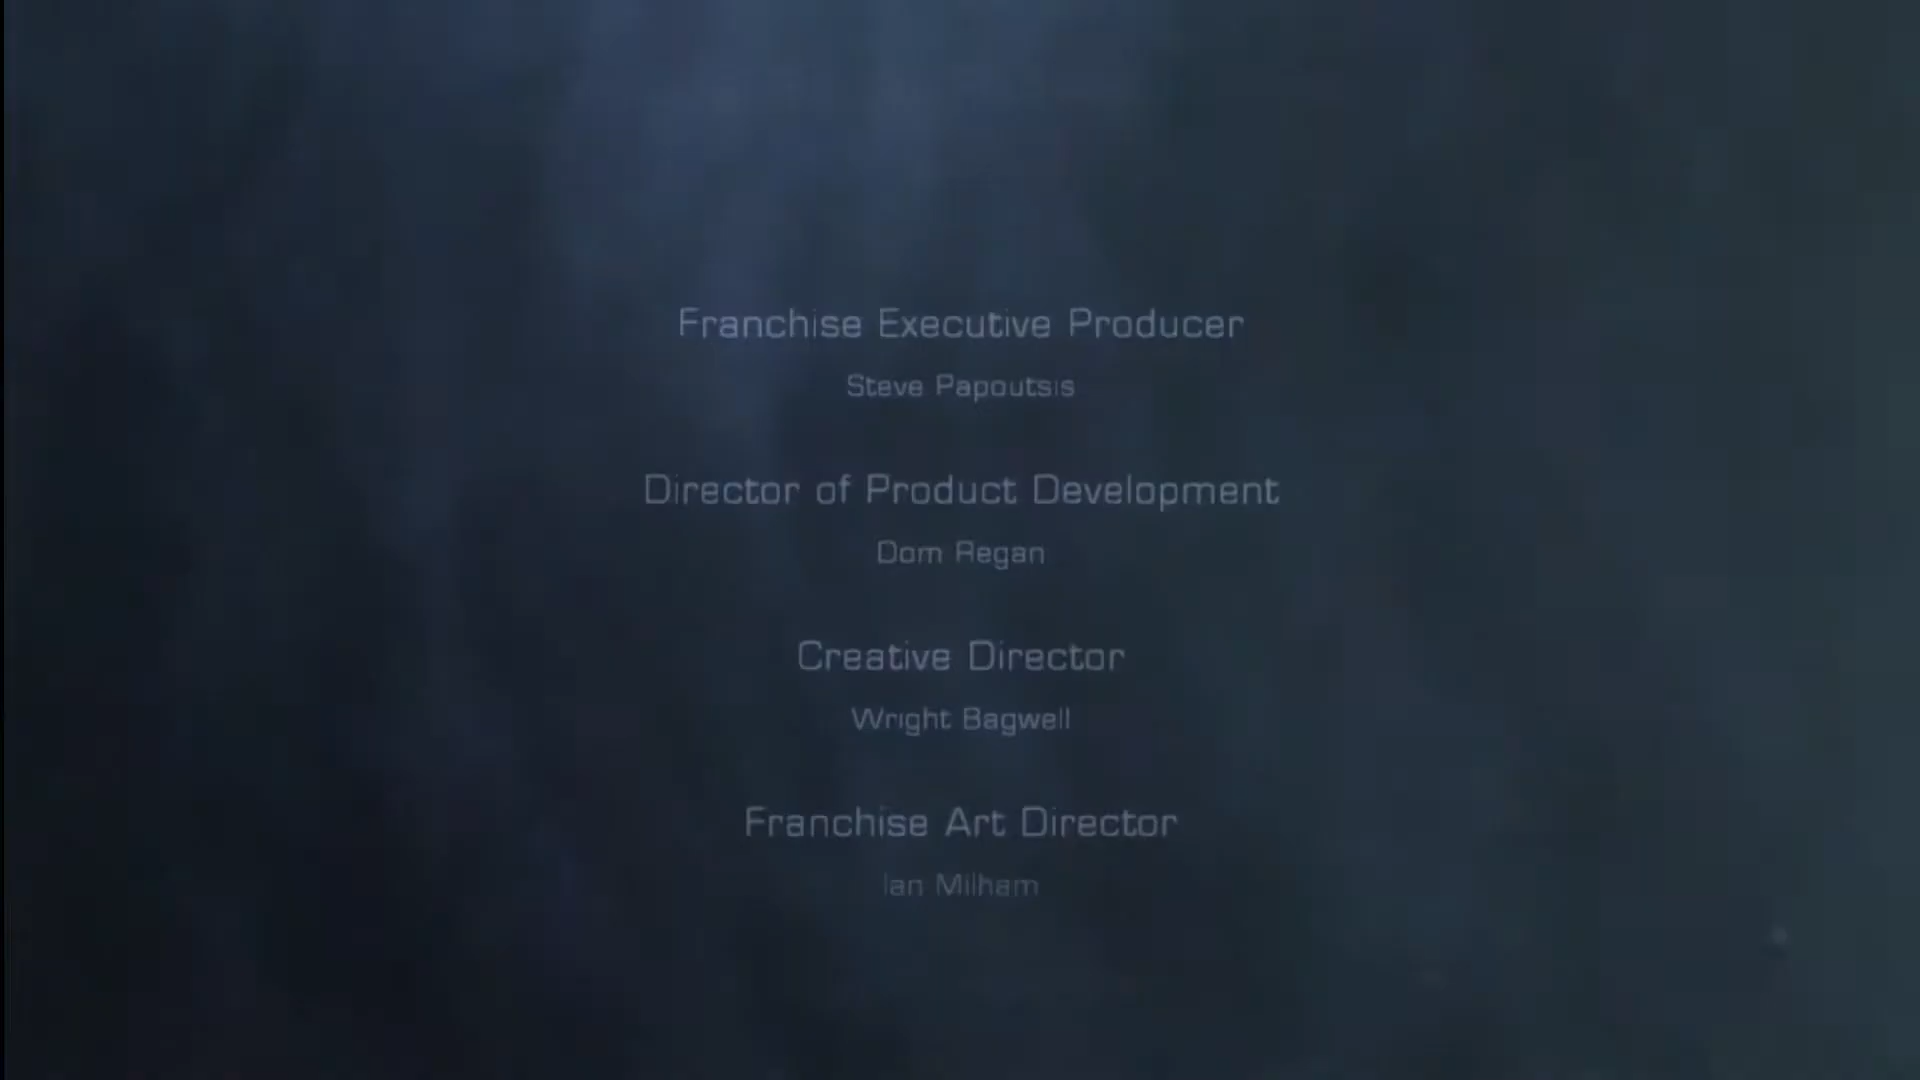 Franchise Executive Producer
Steve Papoutsis
Director of Product Development
Dom Regan
Creative Director
Wright Bagwell
Franchise Art Director
Ian Milham